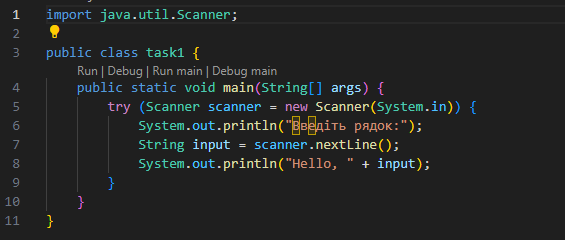 1 import java.util.Scanner;
2
3 public class task1 {
Run | Debug | Run main | Debug main
4 public static void main(String[] args) {
5 try (Scanner scanner = new Scanner(System.in)) {
6 System.out.println("Введіть рядок:");
7 String input = scanner.nextLine();
8 System.out.println("Hello, " + input);
9 }
10 }
11 }